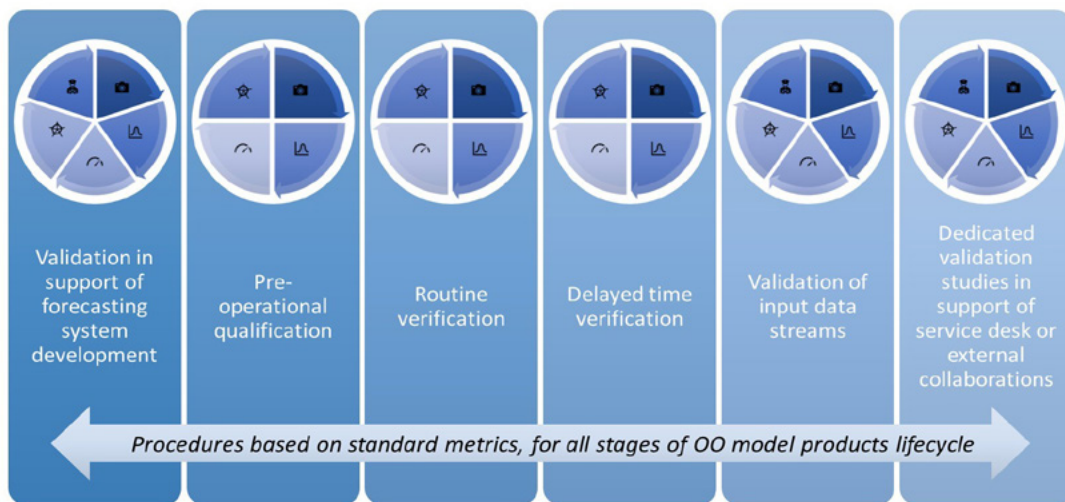 Validation in
support of
forecasting
system
development
Pre-
operational
qualification
Routine
verification
Delayed time
verification
Validation of
input data
streams
Dedicated
validation
studies in
support of
service desk or
external
collaborations
Procedures based on standard metrics, for all stages of OO model products lifecycle